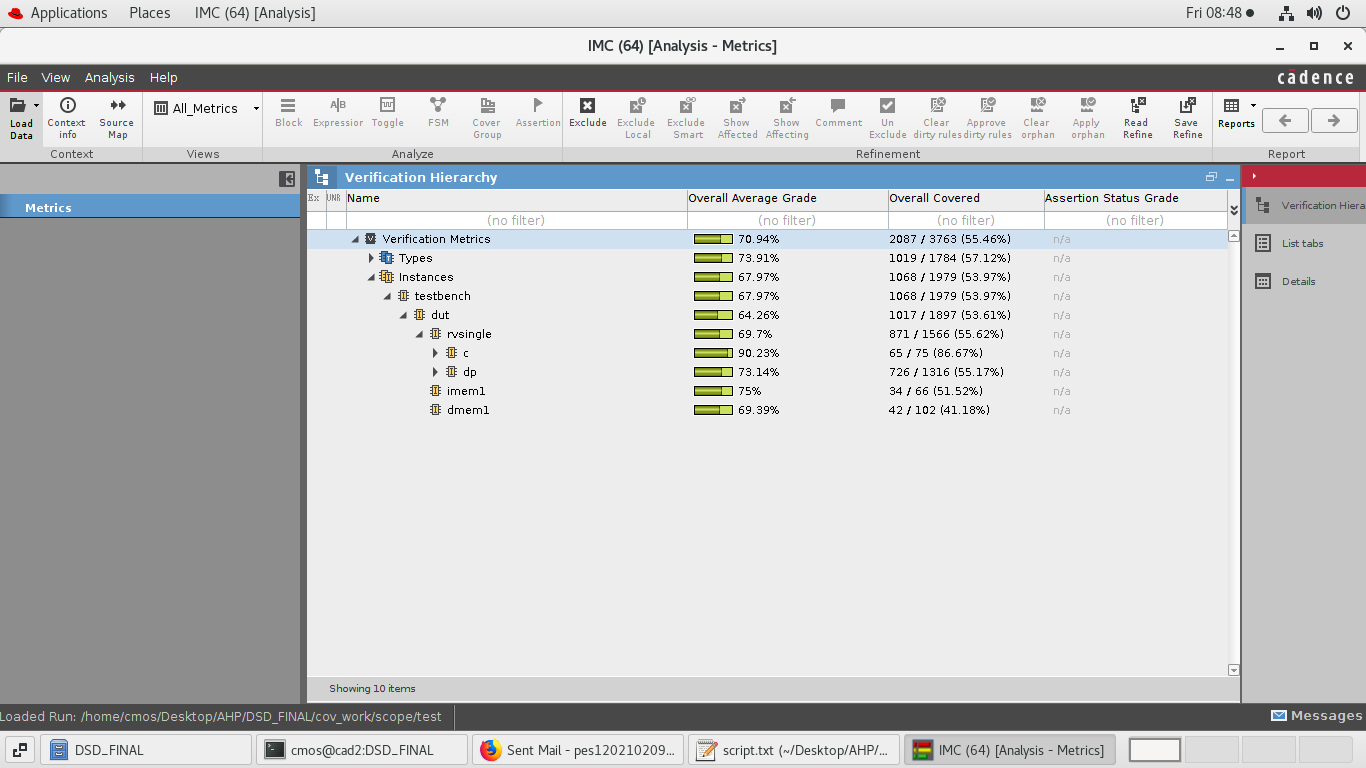 Applications Places IMC (64) [Analysis] Fri 08:48
IMC (64) [Analysis - Metrics]
File View Analysis Help cādence
Load Data Context info Source Map All_Metrics Block Expression Toggle FSM Cover Group Assertion Exclude Exclude Local Exclude Smart Show Affected Show Affecting Comment Un Exclude Clear dirty rules Approve dirty rules Clear orphan Apply orphan Read Refine Save Refine Reports
Context Views Analyze Refinement Report
Metrics
Verification Hierarchy
Ex UNR Name Overall Average Grade Overall Covered Assertion Status Grade
(no filter) (no filter) (no filter) (no filter)
Verification Metrics 70.94% 2087 / 3763 (55.46%) n/a
Types 73.91% 1019 / 1784 (57.12%) n/a
Instances 67.97% 1068 / 1979 (53.97%) n/a
testbench 67.97% 1068 / 1979 (53.97%) n/a
dut 64.26% 1017 / 1897 (53.61%) n/a
rvsingle 69.7% 871 / 1566 (55.62%) n/a
c 90.23% 65 / 75 (86.67%) n/a
dp 73.14% 726 / 1316 (55.17%) n/a
imem1 75% 34 / 66 (51.52%) n/a
dmem1 69.39% 42 / 102 (41.18%) n/a
Showing 10 items
Verification Hiera
List tabs
Details
Loaded Run: /home/cmos/Desktop/AHP/DSD_FINAL/cov_work/scope/test Messages
DSD_FINAL cmos@cad2:DSD_FINAL Sent Mail - pes120210209... script.txt (~/Desktop/AHP/... IMC (64) [Analysis - Metrics]